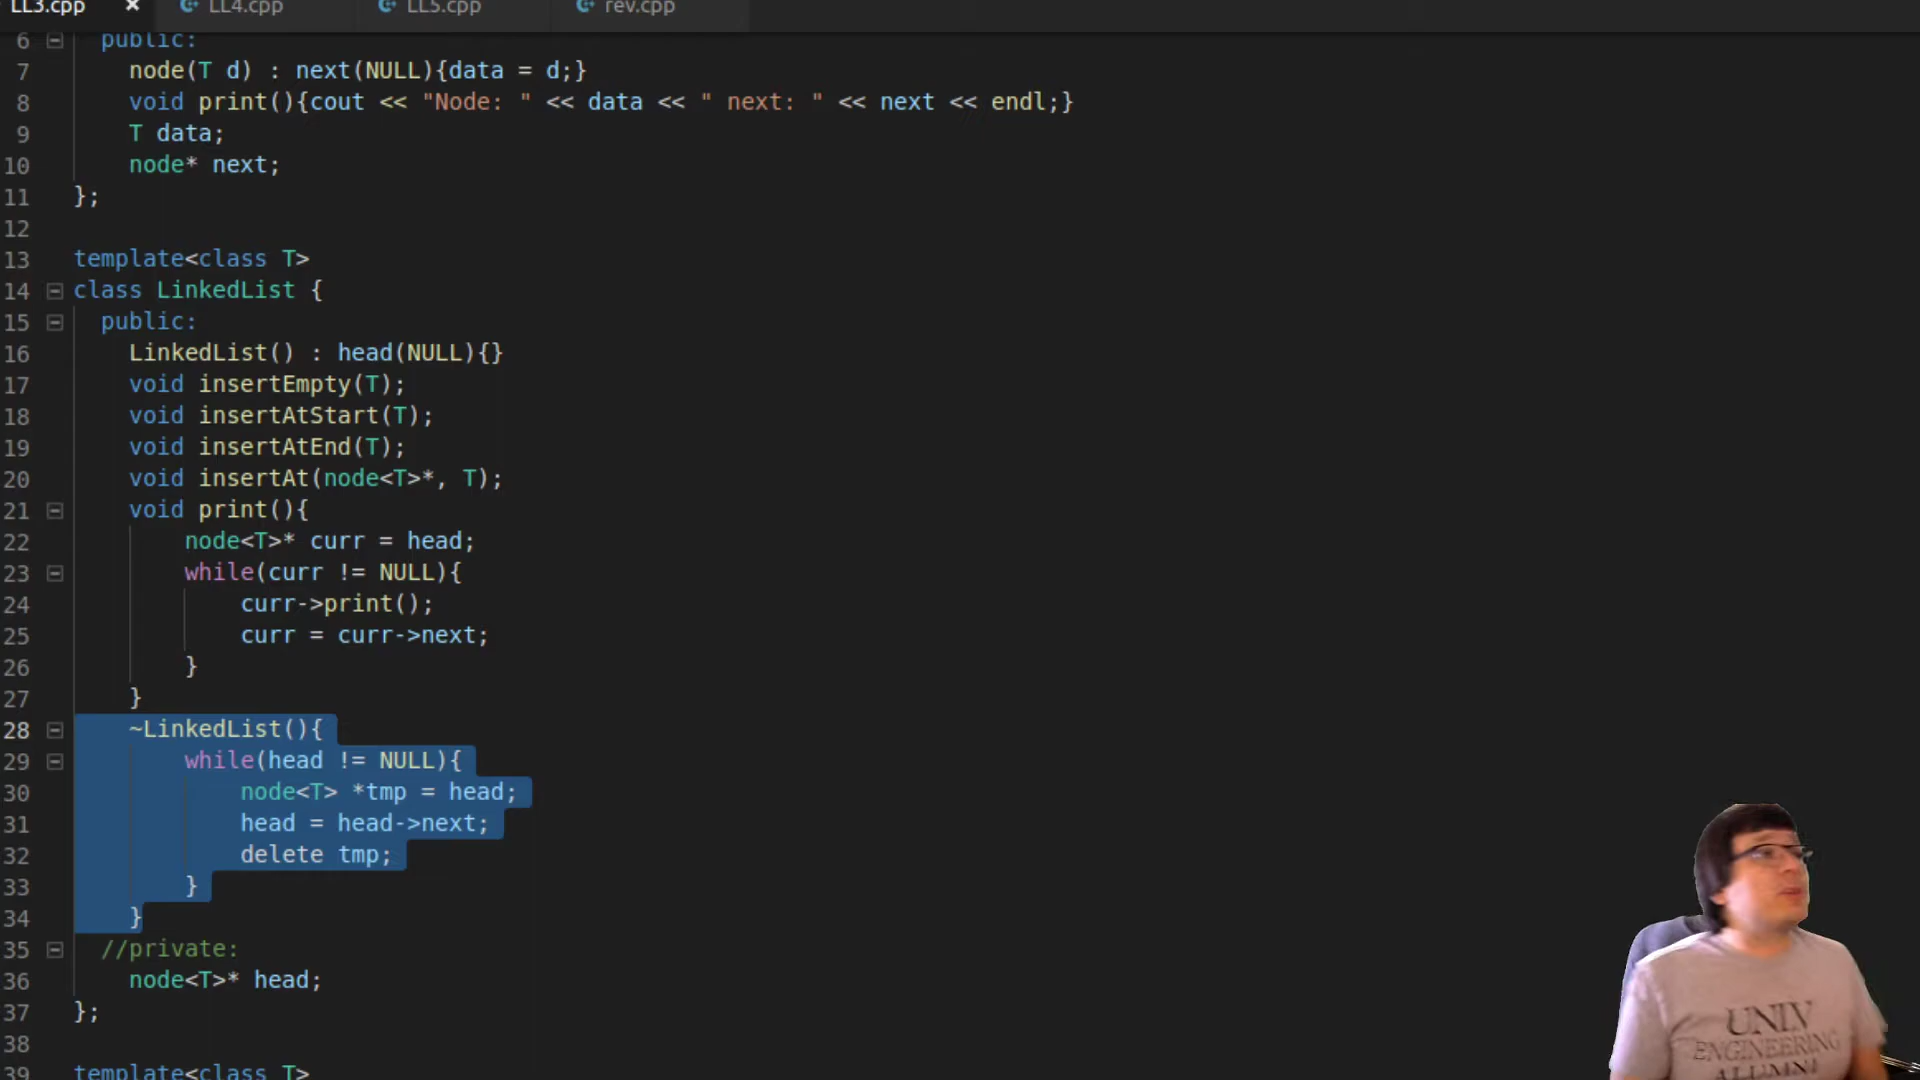 LL3.cpp × LL4.cpp LL5.cpp rev.cpp
6 public:
7 node(T d) : next(NULL){data = d;}
8 void print(){cout << "Node: " << data << " next: " << next << endl;}
9 T data;
10 node* next;
11 };
12
13 template<class T>
14 class LinkedList {
15 public:
16 LinkedList() : head(NULL){}
17 void insertEmpty(T);
18 void insertAtStart(T);
19 void insertAtEnd(T);
20 void insertAt(node<T>*, T);
21 void print(){
22 node<T>* curr = head;
23 while(curr != NULL){
24 curr->print();
25 curr = curr->next;
26 }
27 }
28 ~LinkedList(){
29 while(head != NULL){
30 node<T> *tmp = head;
31 head = head->next;
32 delete tmp;
33 }
34 }
35 //private:
36 node<T>* head;
37 };
38
39 template<class T>
UNIV
ENGINEERING
ALUMNI